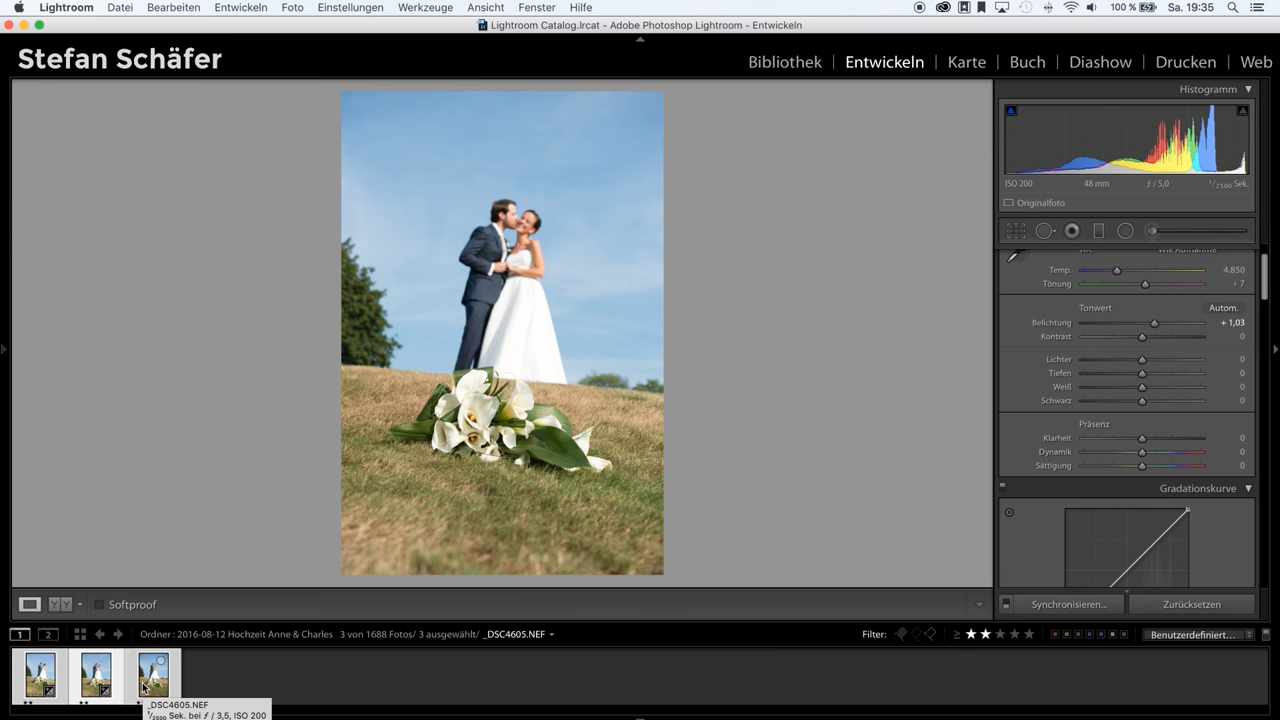 Lightroom Datei Bearbeiten Entwickeln Foto Einstellungen Werkzeuge Ansicht Fenster Hilfe 100 % Sa. 19:35
Lightroom Catalog.lrcat - Adobe Photoshop Lightroom - Entwickeln
Stefan Schäfer
Bibliothek | Entwickeln | Karte | Buch | Diashow | Drucken | Web
Histogramm
ISO 200 48 mm ƒ / 5,0 1/2500 Sek.
Originalfoto
Wie Aufnahme
Temp. 4.850
Tönung + 7
Tonwert Autom.
Belichtung + 1,03
Kontrast 0
Lichter 0
Tiefen 0
Weiß 0
Schwarz 0
Präsenz
Klarheit 0
Dynamik 0
Sättigung 0
Gradationskurve
Y Y Softproof
Synchronisieren... Zurücksetzen
1 2 Ordner : 2016-08-12 Hochzeit Anne & Charles 3 von 1688 Fotos/ 3 ausgewählt/ _DSC4605.NEF Filter: ≥ ★★★★★ Benutzerdefiniert...
_DSC4605.NEF
1/2500 Sek. bei ƒ / 3,5, ISO 200